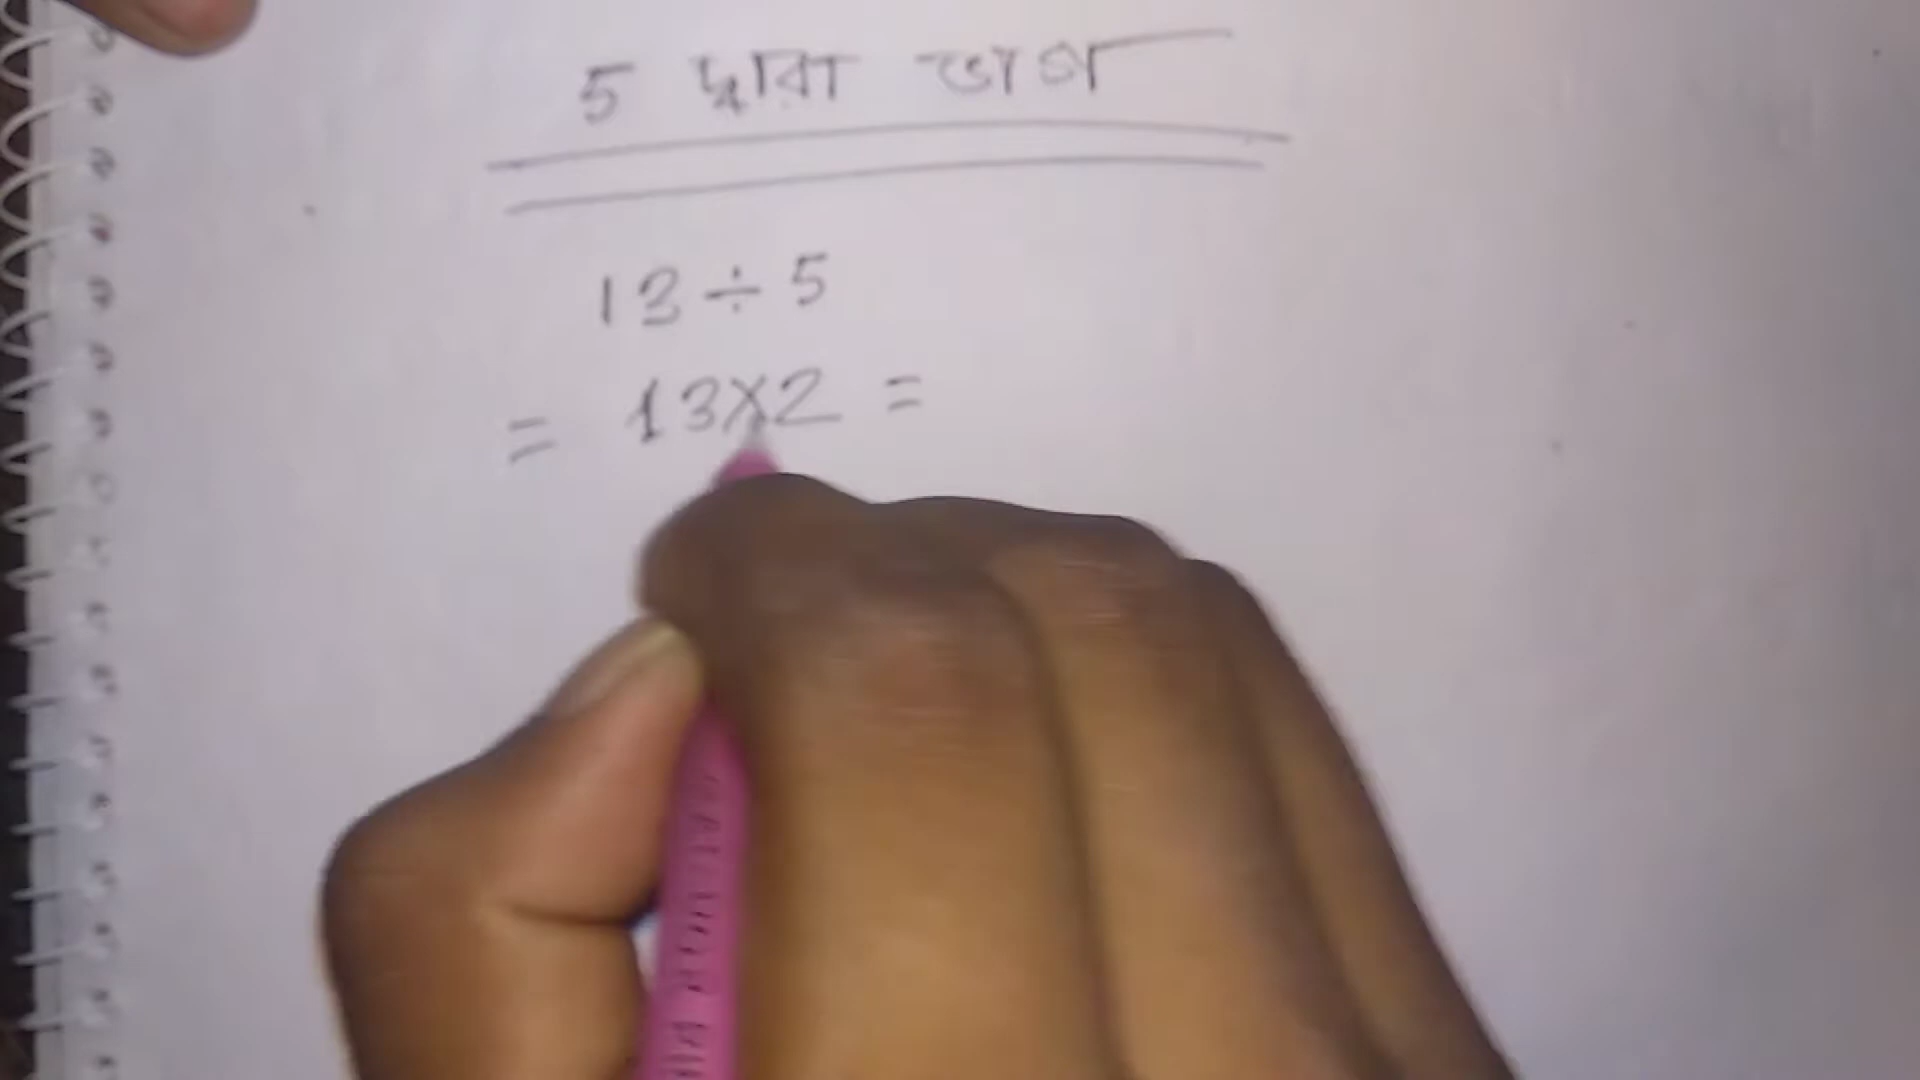 5 দ্বারা ভাগ
13 ÷ 5
= 13×2 =